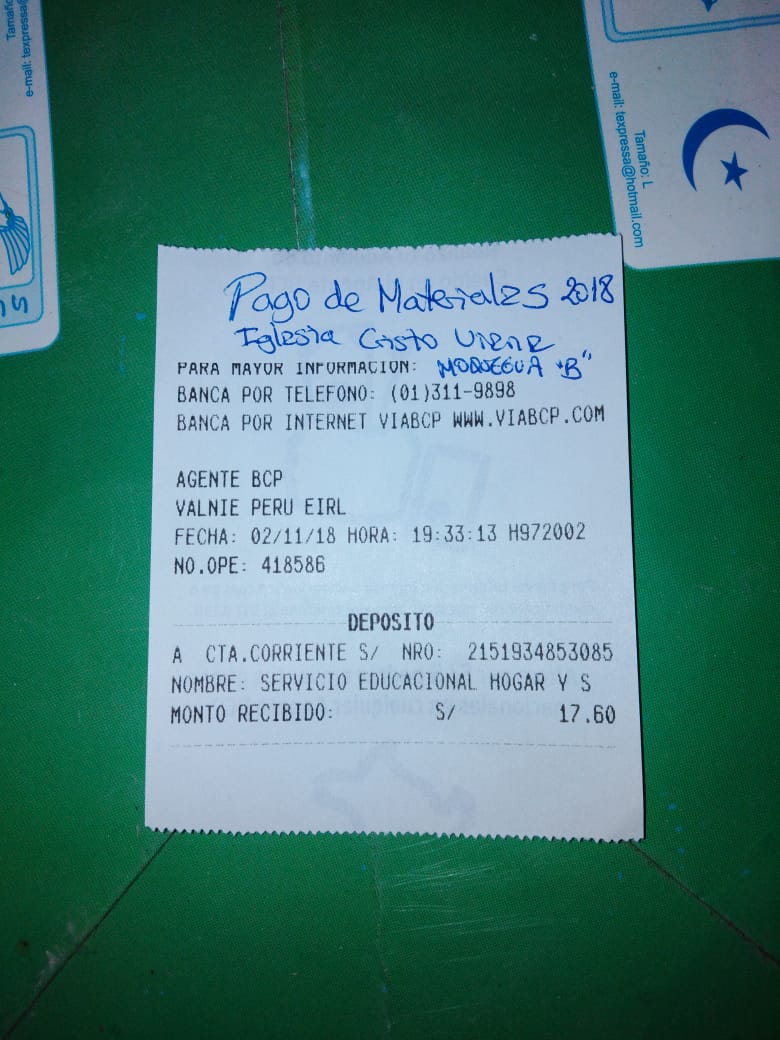 Pago de Materiales 2018
Iglesia Cristo Viene
MOQUEGUA "B"
PARA MAYOR INFORMACION:
BANCA POR TELEFONO: (01)311-9898
BANCA POR INTERNET VIABCP WWW.VIABCP.COM
AGENTE BCP
VALNIE PERU EIRL
FECHA: 02/11/18 HORA: 19:33:13 H972002
NO.OPE: 418586
DEPOSITO
A CTA.CORRIENTE S/ NRO: 2151934853085
NOMBRE: SERVICIO EDUCACIONAL HOGAR Y S
MONTO RECIBIDO: S/ 17.60
Tamaño: L
e-mail: texpressa@hotmail.com